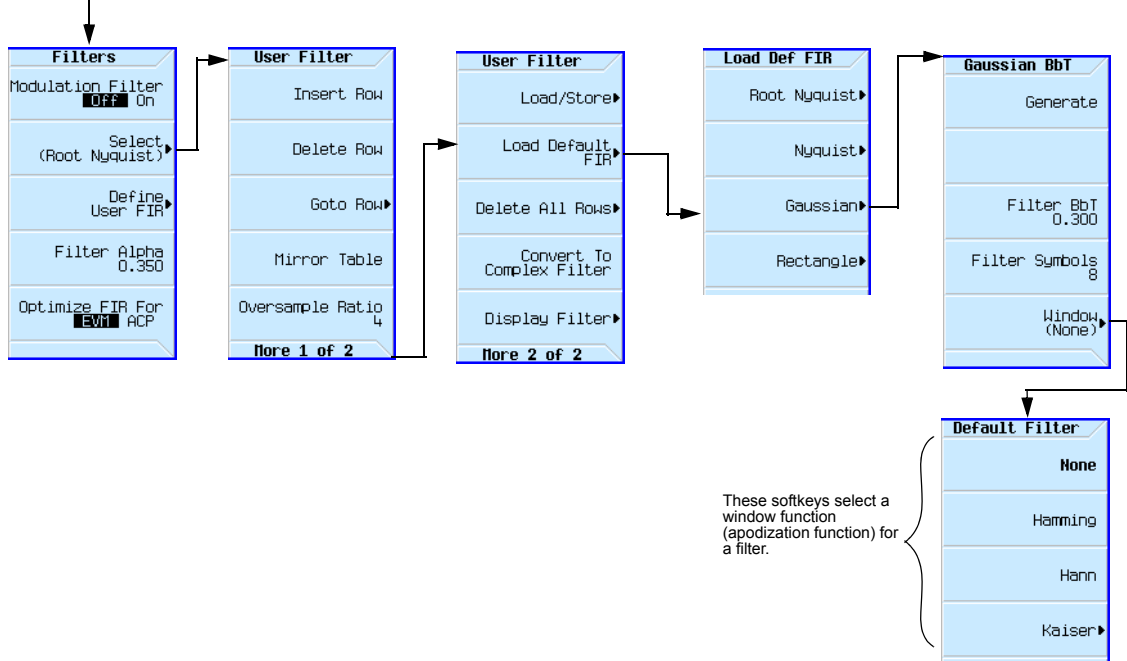 Filters
Modulation Filter
Off On
Select
(Root Nyquist)
Define
User FIR
Filter Alpha
0.350
Optimize FIR For
EVM ACP
User Filter
Insert Row
Delete Row
Goto Row
Mirror Table
Oversample Ratio
4
More 1 of 2
User Filter
Load/Store
Load Default
FIR
Delete All Rows
Convert To
Complex Filter
Display Filter
More 2 of 2
Load Def FIR
Root Nyquist
Nyquist
Gaussian
Rectangle
Gaussian BbT
Generate
Filter BbT
0.300
Filter Symbols
8
Window
(None)
Default Filter
None
Hamming
Hann
Kaiser
These softkeys select a
window function
(apodization function) for
a filter.